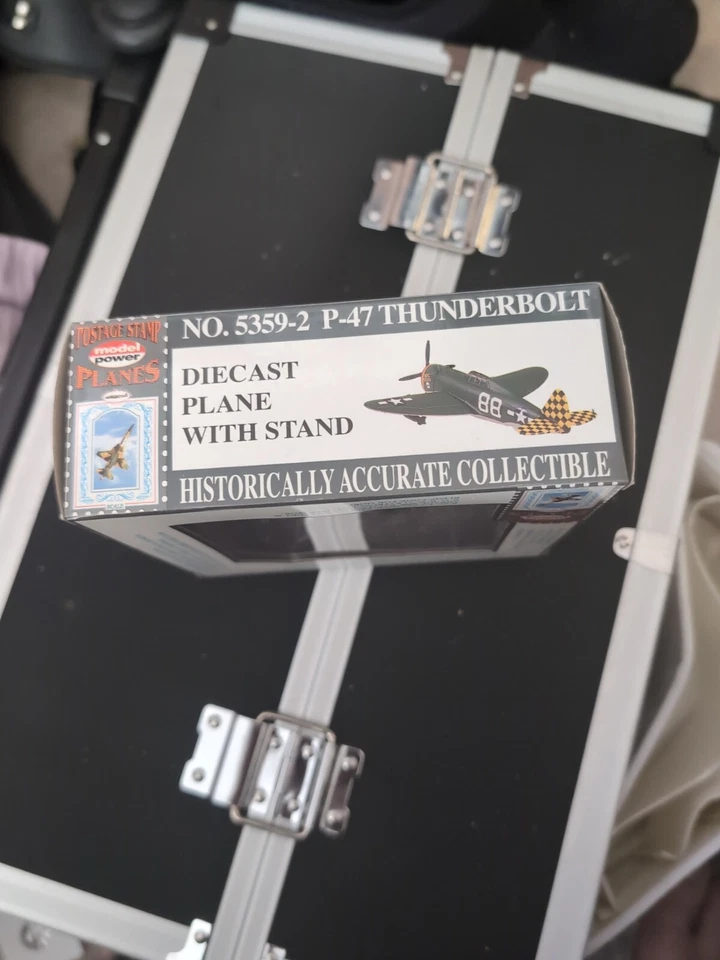 POSTAGE STAMP
model
power
PLANES
NO. 5359-2 P-47 THUNDERBOLT
DIECAST
PLANE
WITH STAND
88
HISTORICALLY ACCURATE COLLECTIBLE